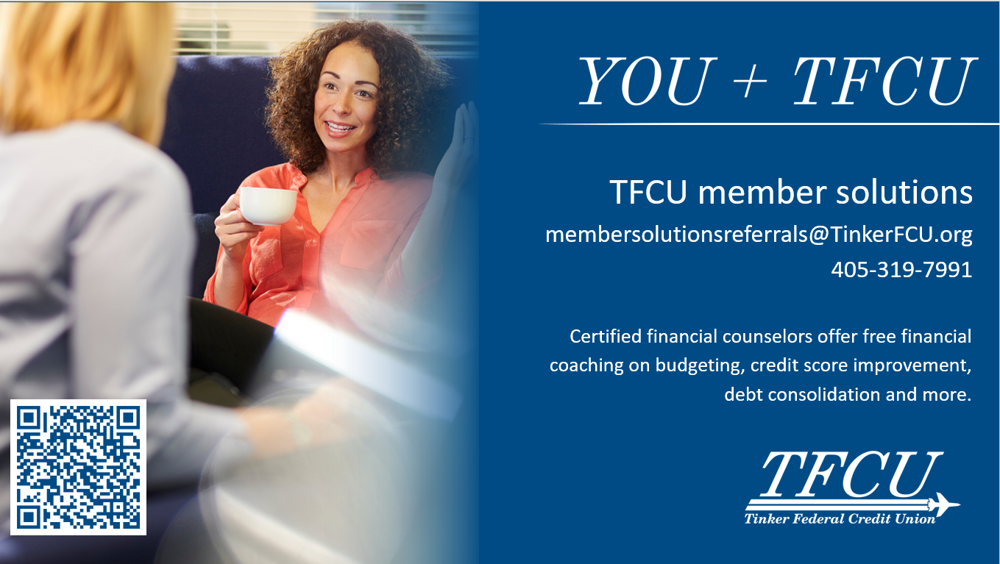 YOU + TFCU
TFCU member solutions
membersolutionsreferrals@TinkerFCU.org
405-319-7991
Certified financial counselors offer free financial
coaching on budgeting, credit score improvement,
debt consolidation and more.
TFCU
Tinker Federal Credit Union